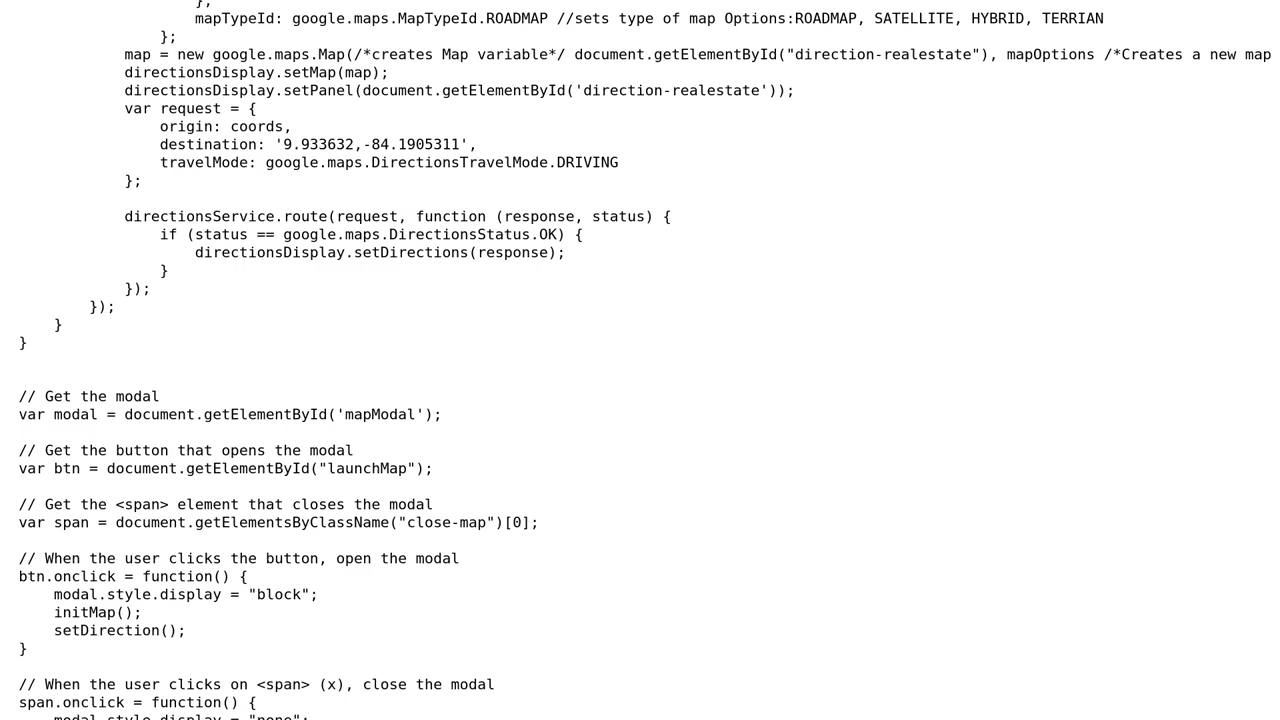 };
mapTypeId: google.maps.MapTypeId.ROADMAP //sets type of map Options:ROADMAP, SATELLITE, HYBRID, TERRIAN
};
map = new google.maps.Map(/*creates Map variable*/ document.getElementById("direction-realestate"), mapOptions /*Creates a new map
directionsDisplay.setMap(map);
directionsDisplay.setPanel(document.getElementById('direction-realestate'));
var request = {
origin: coords,
destination: '9.933632,-84.1905311',
travelMode: google.maps.DirectionsTravelMode.DRIVING
};
directionsService.route(request, function (response, status) {
if (status == google.maps.DirectionsStatus.OK) {
directionsDisplay.setDirections(response);
}
});
});
}
}
// Get the modal
var modal = document.getElementById('mapModal');
// Get the button that opens the modal
var btn = document.getElementById("launchMap");
// Get the <span> element that closes the modal
var span = document.getElementsByClassName("close-map")[0];
// When the user clicks the button, open the modal
btn.onclick = function() {
modal.style.display = "block";
initMap();
setDirection();
}
// When the user clicks on <span> (x), close the modal
span.onclick = function() {
modal.style.display = "none";